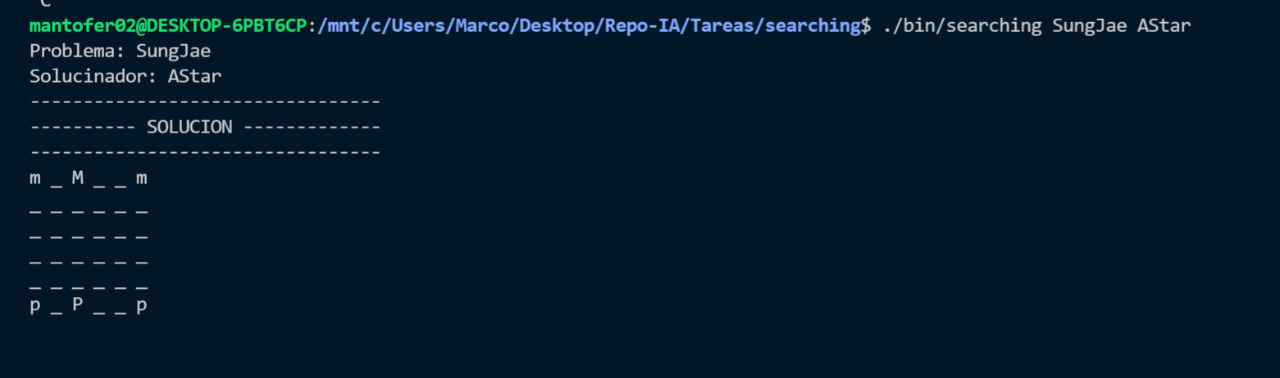 ^C
mantofer02@DESKTOP-6PBT6CP:/mnt/c/Users/Marco/Desktop/Repo-IA/Tareas/searching$ ./bin/searching SungJae AStar
Problema: SungJae
Solucinador: AStar
---------------------------------
---------- SOLUCION -------------
---------------------------------
m _ M _ _ m
_ _ _ _ _ _
_ _ _ _ _ _
_ _ _ _ _ _
_ _ _ _ _ _
p _ P _ _ p